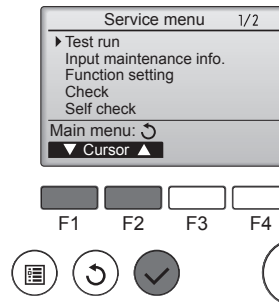 Service menu 1/2
Test run
Input maintenance info.
Function setting
Check
Self check
Main menu:
▼ Cursor ▲
F1 F2 F3 F4